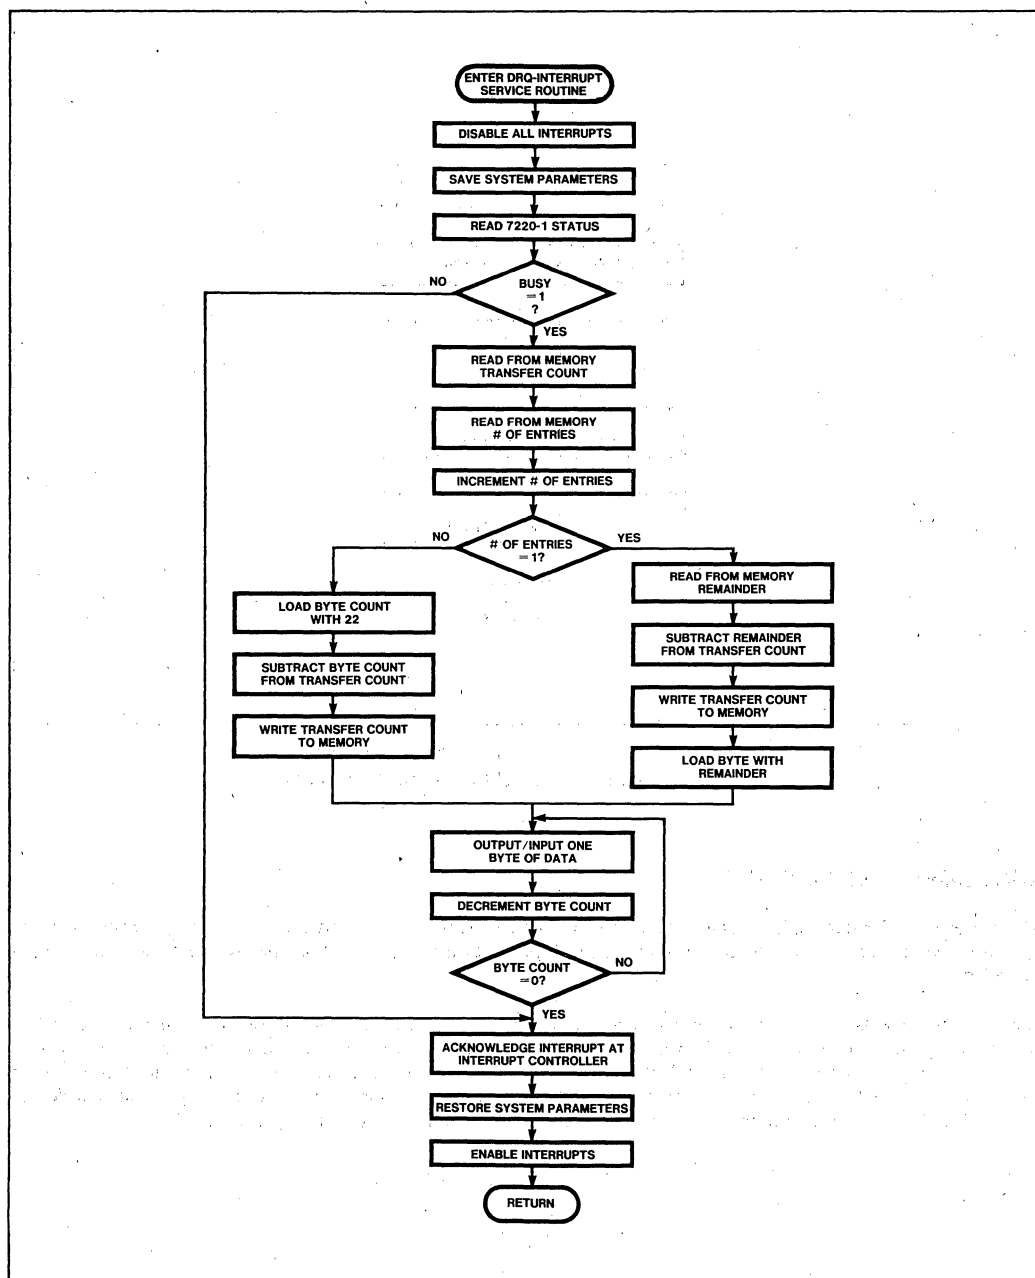 ENTER DRQ-INTERRUPT
SERVICE ROUTINE
DISABLE ALL INTERRUPTS
SAVE SYSTEM PARAMETERS
READ 7220-1 STATUS
NO
BUSY
=1
?
YES
READ FROM MEMORY
TRANSFER COUNT
READ FROM MEMORY
# OF ENTRIES
INCREMENT # OF ENTRIES
NO
# OF ENTRIES
=1?
YES
LOAD BYTE COUNT
WITH 22
SUBTRACT BYTE COUNT
FROM TRANSFER COUNT
WRITE TRANSFER COUNT
TO MEMORY
READ FROM MEMORY
REMAINDER
SUBTRACT REMAINDER
FROM TRANSFER COUNT
WRITE TRANSFER COUNT
TO MEMORY
LOAD BYTE WITH
REMAINDER
OUTPUT/INPUT ONE
BYTE OF DATA
DECREMENT BYTE COUNT
BYTE COUNT
=0?
NO
YES
ACKNOWLEDGE INTERRUPT AT
INTERRUPT CONTROLLER
RESTORE SYSTEM PARAMETERS
ENABLE INTERRUPTS
RETURN